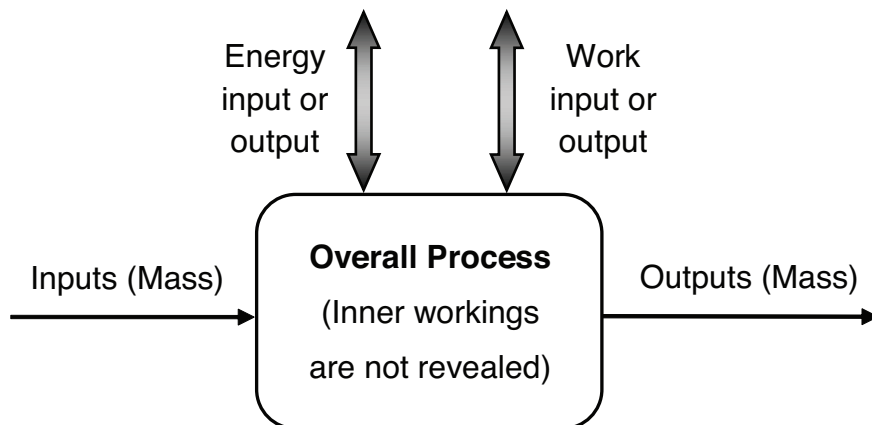 Energy
input or
output
Work
input or
output
Inputs (Mass)
Overall Process
(Inner workings
are not revealed)
Outputs (Mass)